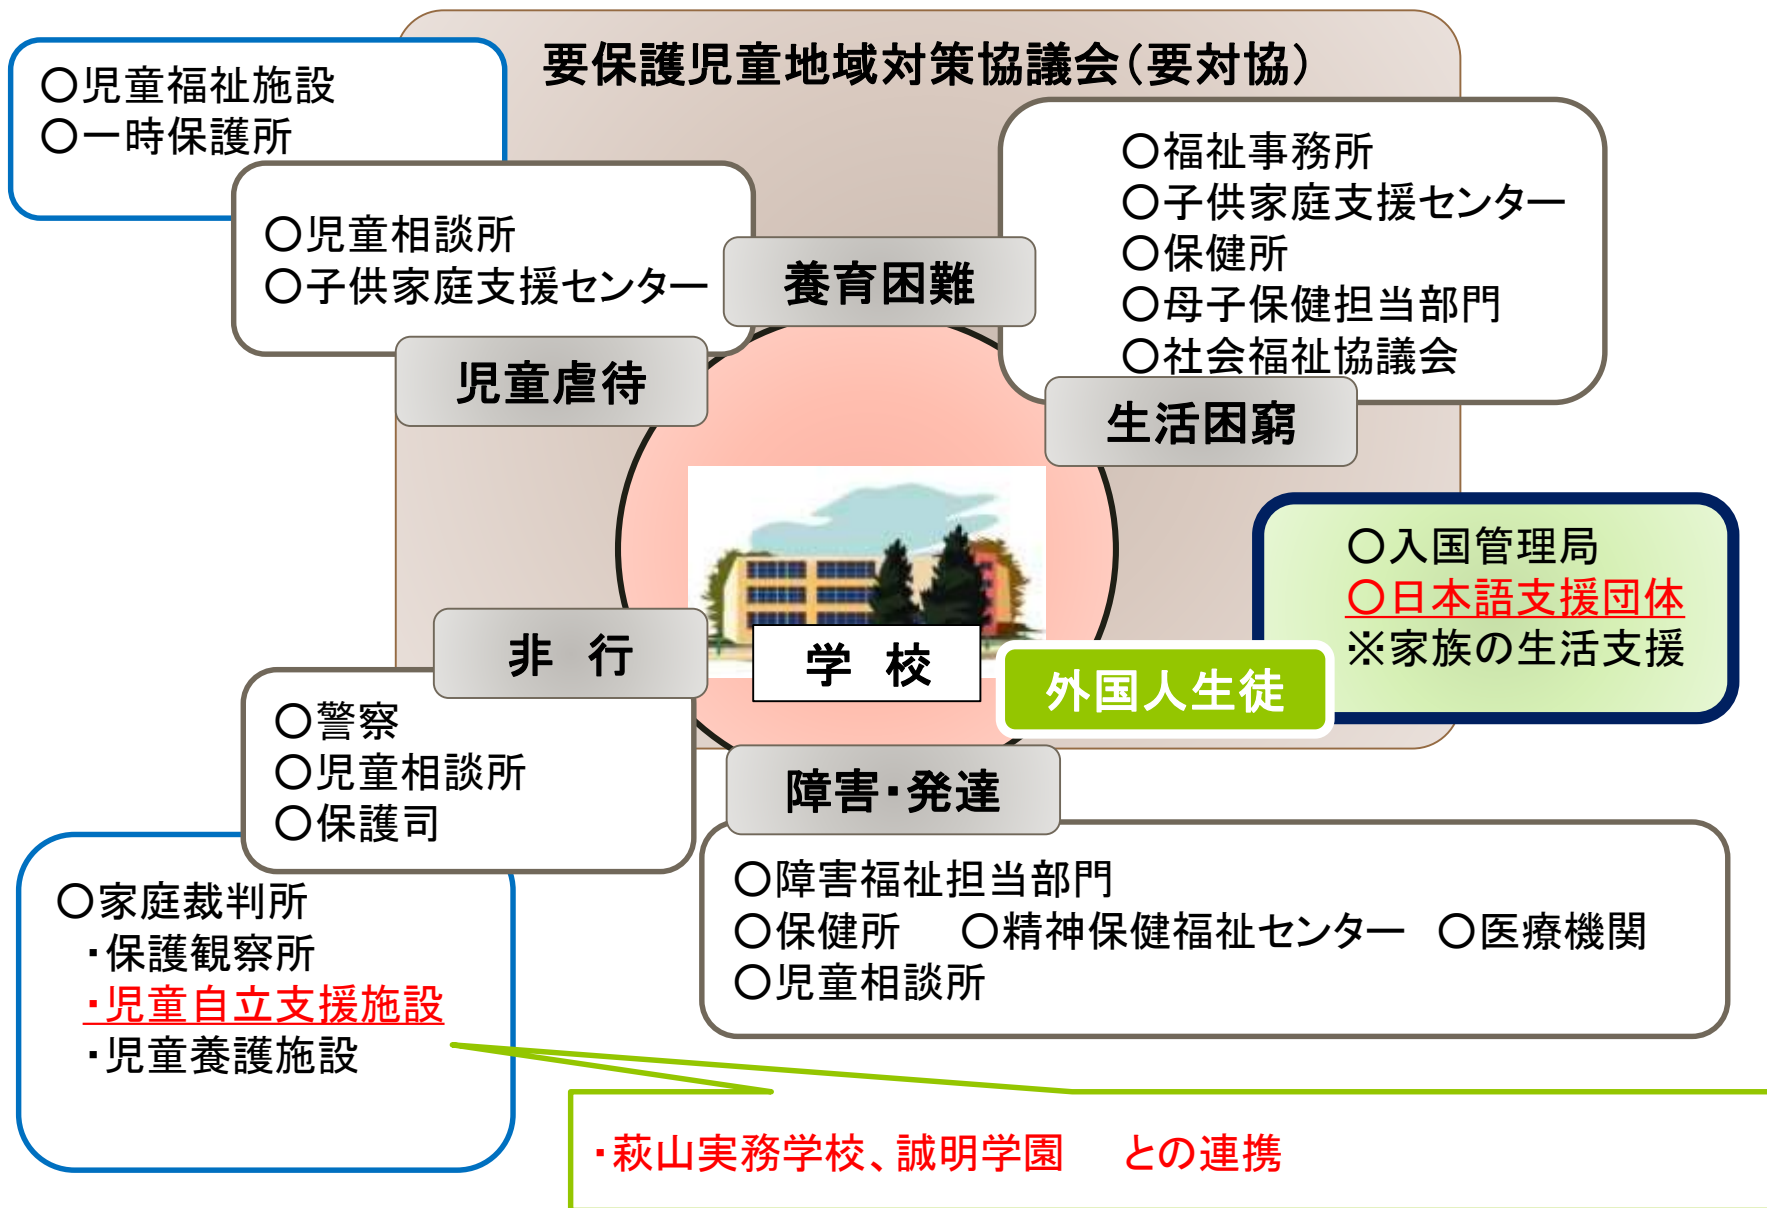 要保護児童地域対策協議会（要対協）
〇児童福祉施設
〇一時保護所
〇児童相談所
〇子供家庭支援センター
児童虐待
養育困難
〇福祉事務所
〇子供家庭支援センター
〇保健所
〇母子保健担当部門
〇社会福祉協議会
生活困窮
〇入国管理局
〇日本語支援団体
※家族の生活支援
外国人生徒
学　校
非　行
〇警察
〇児童相談所
〇保護司
〇家庭裁判所
・保護観察所
・児童自立支援施設
・児童養護施設
障害・発達
〇障害福祉担当部門
〇保健所　〇精神保健福祉センター　〇医療機関
〇児童相談所
・萩山実務学校、誠明学園　との連携